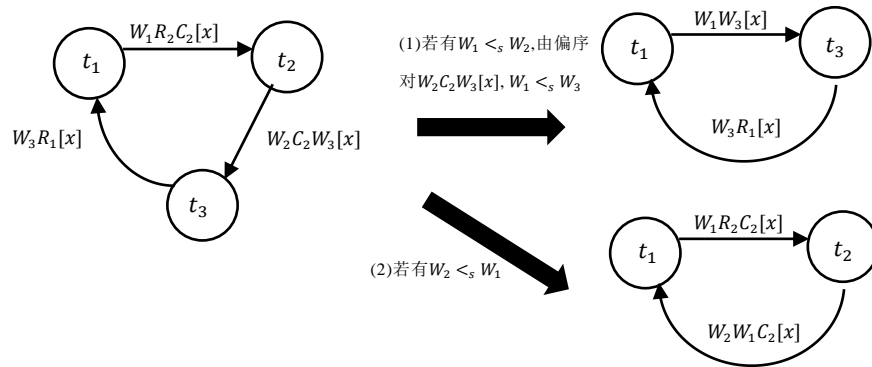 W₁R₂C₂[x]
t₁
t₂
W₃R₁[x]
W₂C₂W₃[x]
t₃
(1)若有W₁ <ₛ W₂,由偏序
对W₂C₂W₃[x], W₁ <ₛ W₃
W₁W₃[x]
t₁
t₃
W₃R₁[x]
(2)若有W₂ <ₛ W₁
W₁R₂C₂[x]
t₁
t₂
W₂W₁C₂[x]